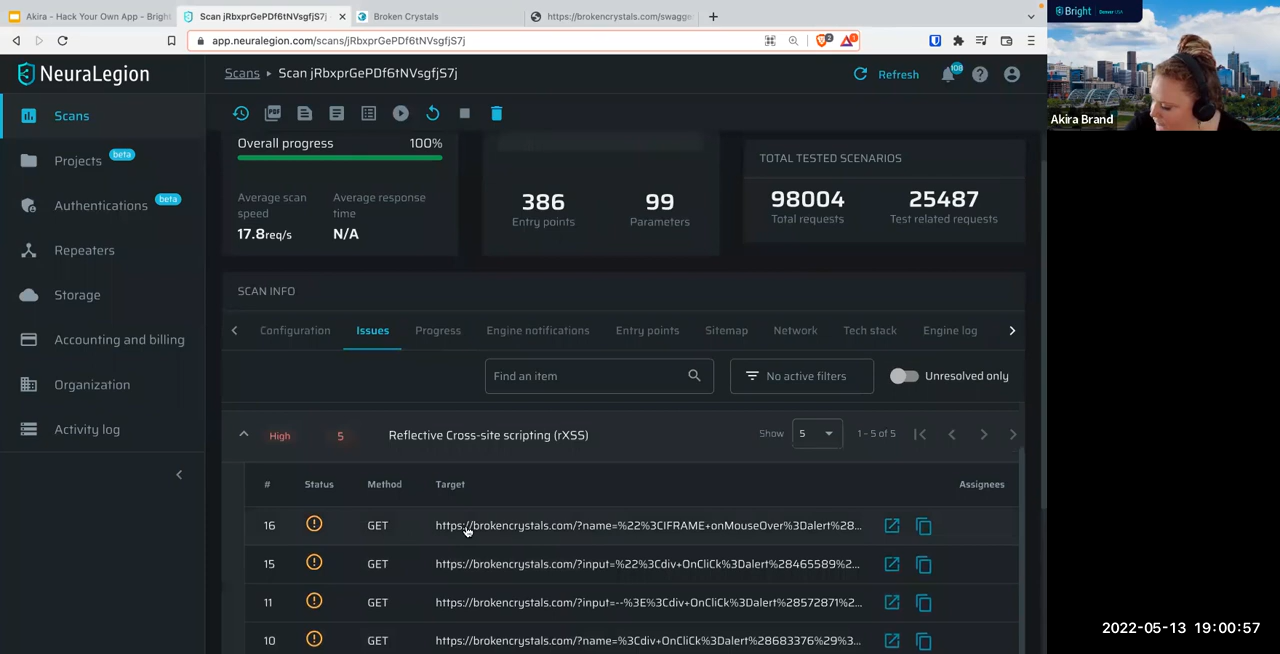 Akira - Hack Your Own App - Bright
Scan jRbxprGePDf6tNVsgfjS7j
Broken Crystals
https://brokencrystals.com/swagge
app.neuralegion.com/scans/jRbxprGePDf6tNVsgfjS7j
Bright
Akira Brand
NeuraLegion
Scans
Projects beta
Authentications beta
Repeaters
Storage
Accounting and billing
Organization
Activity log
Scans ▸ Scan jRbxprGePDf6tNVsgfjS7j
Refresh
108
Overall progress 100%
Average scan speed
17.8req/s
Average response time
N/A
386
Entry points
99
Parameters
TOTAL TESTED SCENARIOS
98004
Total requests
25487
Test related requests
SCAN INFO
Configuration Issues Progress Engine notifications Entry points Sitemap Network Tech stack Engine log
Find an item
No active filters
Unresolved only
High 5 Reflective Cross-site scripting (rXSS) Show 5 1 - 5 of 5
# Status Method Target Assignees
16 GET https://brokencrystals.com/?name=%22%3CIFRAME+onMouseOver%3Dalert%28...
15 GET https://brokencrystals.com/?input=%22%3Cdiv+OnCliCk%3Dalert%28465589%2...
11 GET https://brokencrystals.com/?input=--%3E%3Cdiv+OnCliCk%3Dalert%28572871%2...
10 GET https://brokencrystals.com/?name=%3Cdiv+OnCliCk%3Dalert%28683376%29%3...
2022-05-13 19:00:57